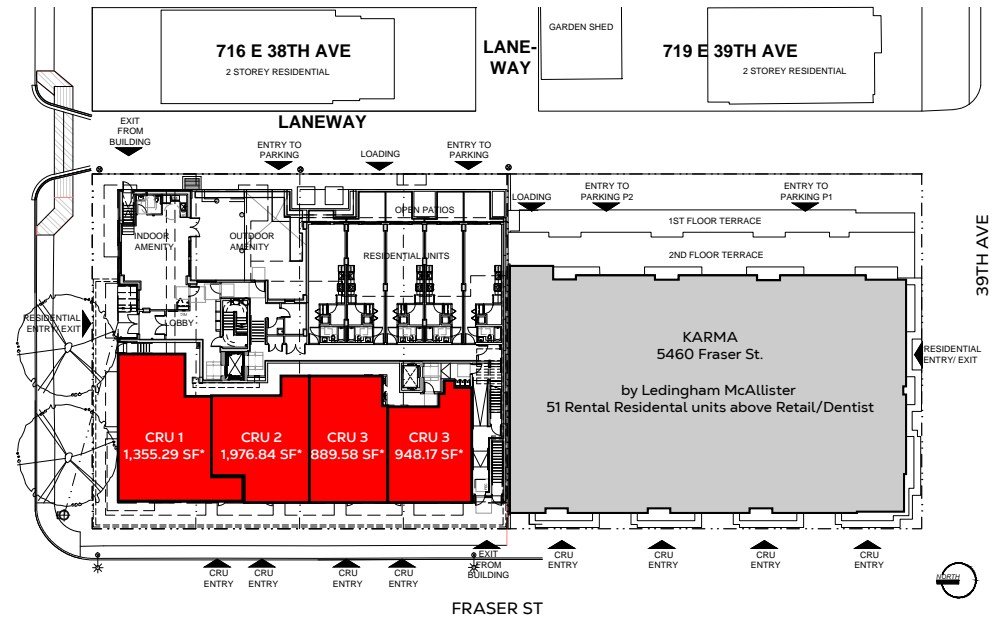 GARDEN SHED
716 E 38TH AVE
2 STOREY RESIDENTIAL
LANE-
WAY
719 E 39TH AVE
2 STOREY RESIDENTIAL
LANEWAY
EXIT
FROM
BUILDING
ENTRY TO
PARKING
LOADING
ENTRY TO
PARKING
LOADING
ENTRY TO
PARKING P2
ENTRY TO
PARKING P1
OPEN PATIOS
1ST FLOOR TERRACE
INDOOR
AMENITY
OUTDOOR
AMENITY
RESIDENTIAL UNITS
2ND FLOOR TERRACE
39TH AVE
RESIDENTIAL
ENTRY/ EXIT
LOBBY
KARMA
5460 Fraser St.
by Ledingham McAllister
51 Rental Residental units above Retail/Dentist
RESIDENTIAL
ENTRY/ EXIT
CRU 1
1,355.29 SF*
CRU 2
1,976.84 SF*
CRU 3
889.58 SF*
CRU 3
948.17 SF*
CRU
ENTRY
CRU
ENTRY
CRU
ENTRY
CRU
ENTRY
EXIT
FROM
BUILDING
CRU
ENTRY
CRU
ENTRY
CRU
ENTRY
CRU
ENTRY
NORTH
FRASER ST